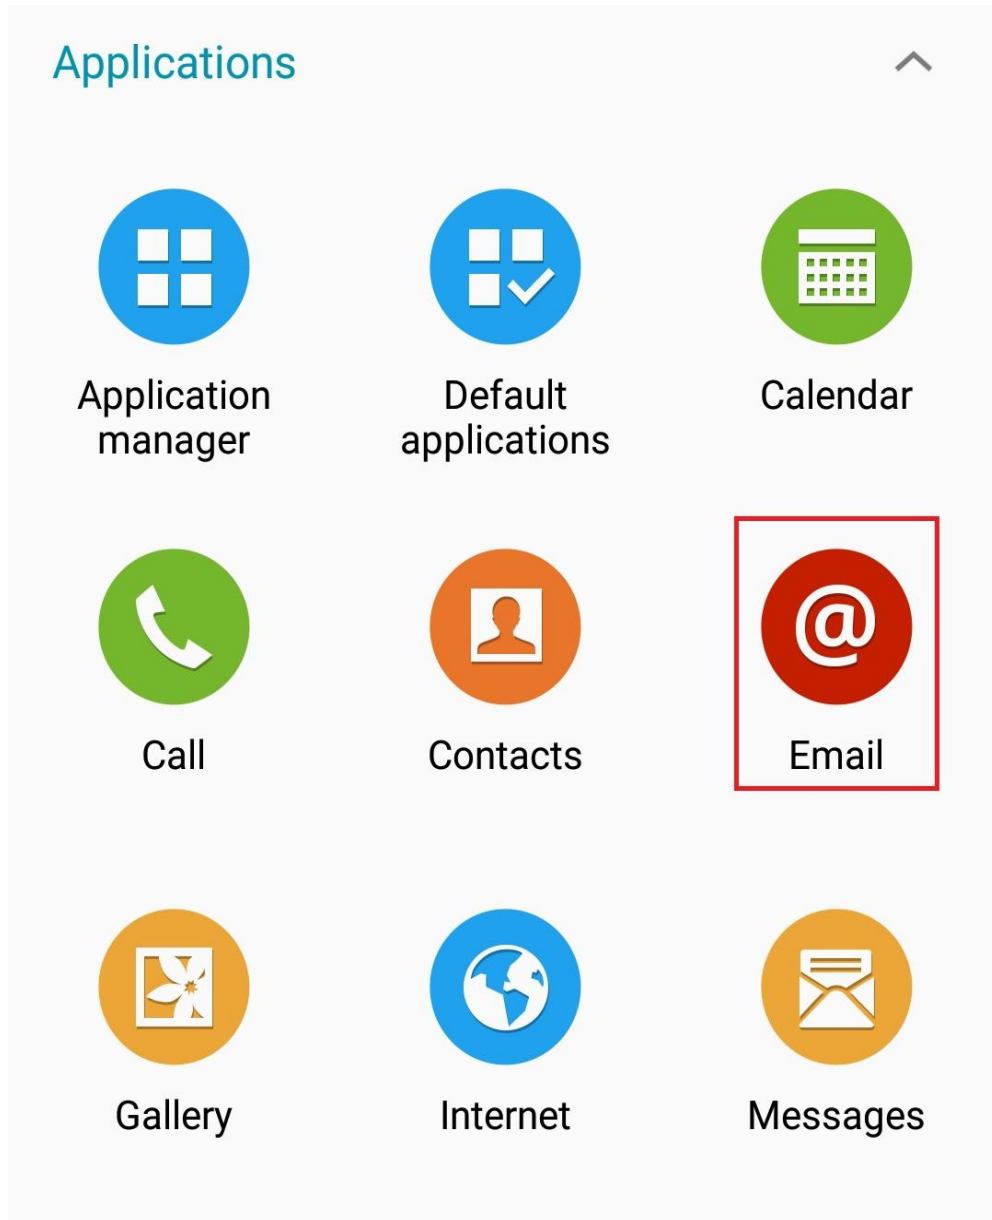 Applications
Application
manager
Default
applications
Calendar
Call
Contacts
@
Email
Gallery
Internet
Messages